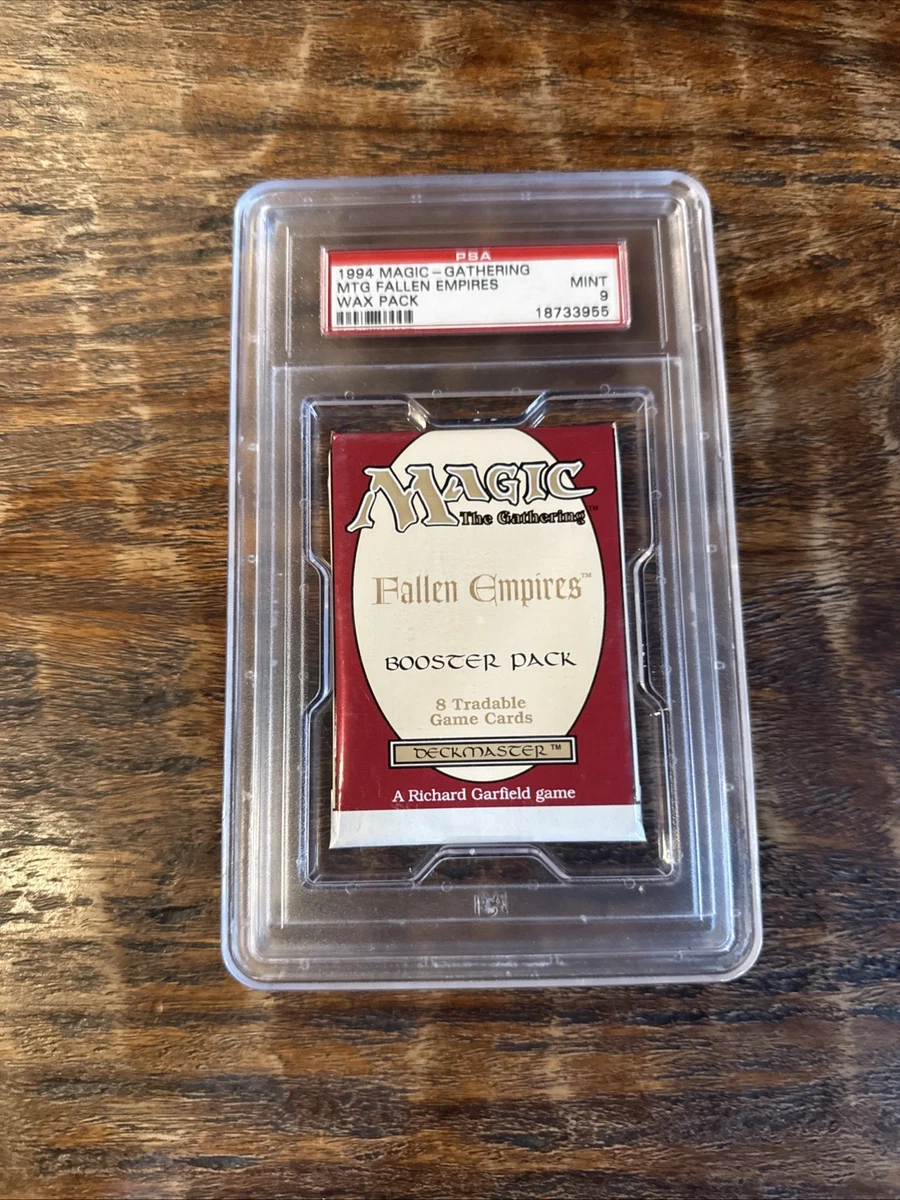 PSA
1994 MAGIC-GATHERING
MTG FALLEN EMPIRES MINT
WAX PACK 9
18733955
MAGIC
The Gathering™
Fallen Empires™
BOOSTER PACK
8 Tradable
Game Cards
DECKMASTER™
A Richard Garfield game